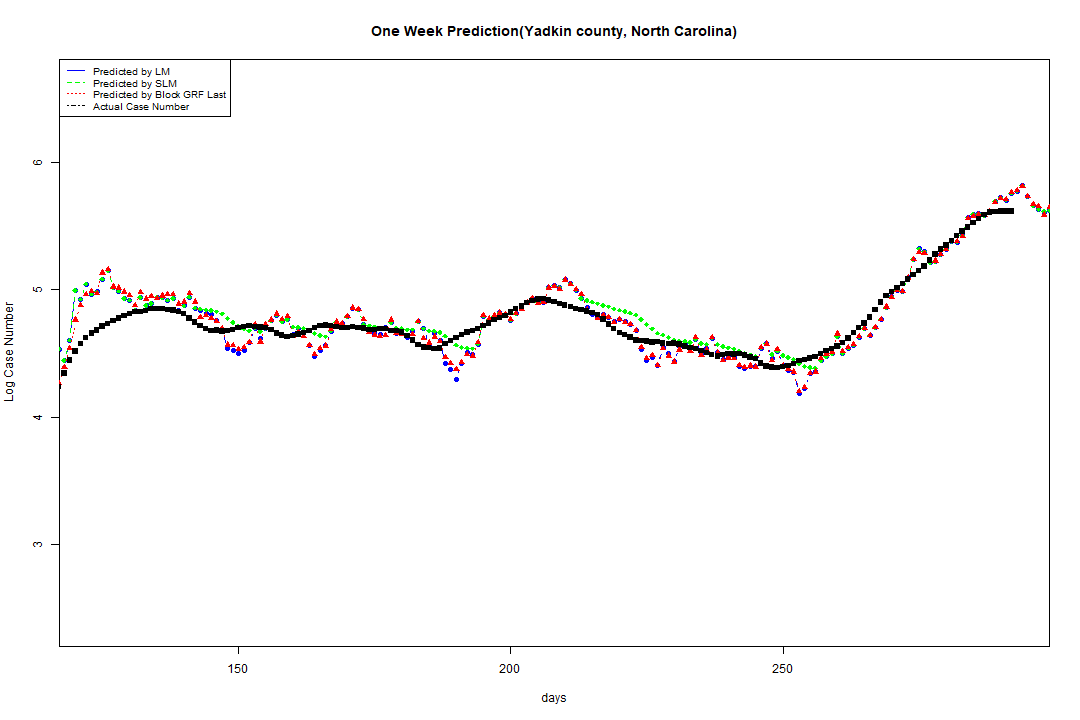 One Week Prediction(Yadkin county, North Carolina)
Predicted by LM
Predicted by SLM
Predicted by Block GRF Last
Actual Case Number
6
5
4
3
Log Case Number
150
200
250
days